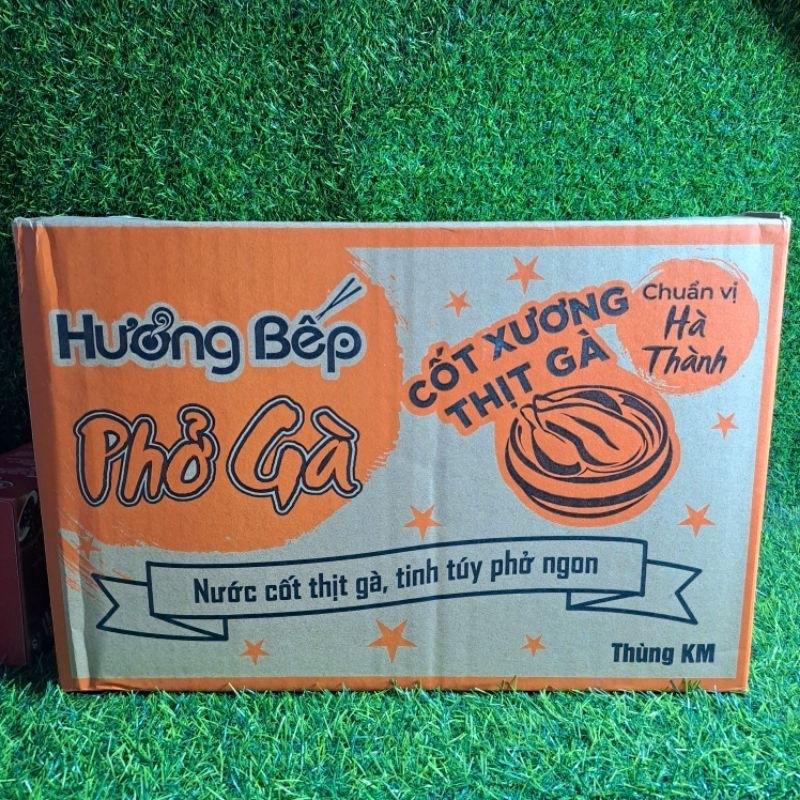 Hương Bếp
Phở Gà
CỐT XƯƠNG
THỊT GÀ
Chuẩn vị
Hà
Thành
Nước cốt thịt gà, tinh túy phở ngon
Thùng KM